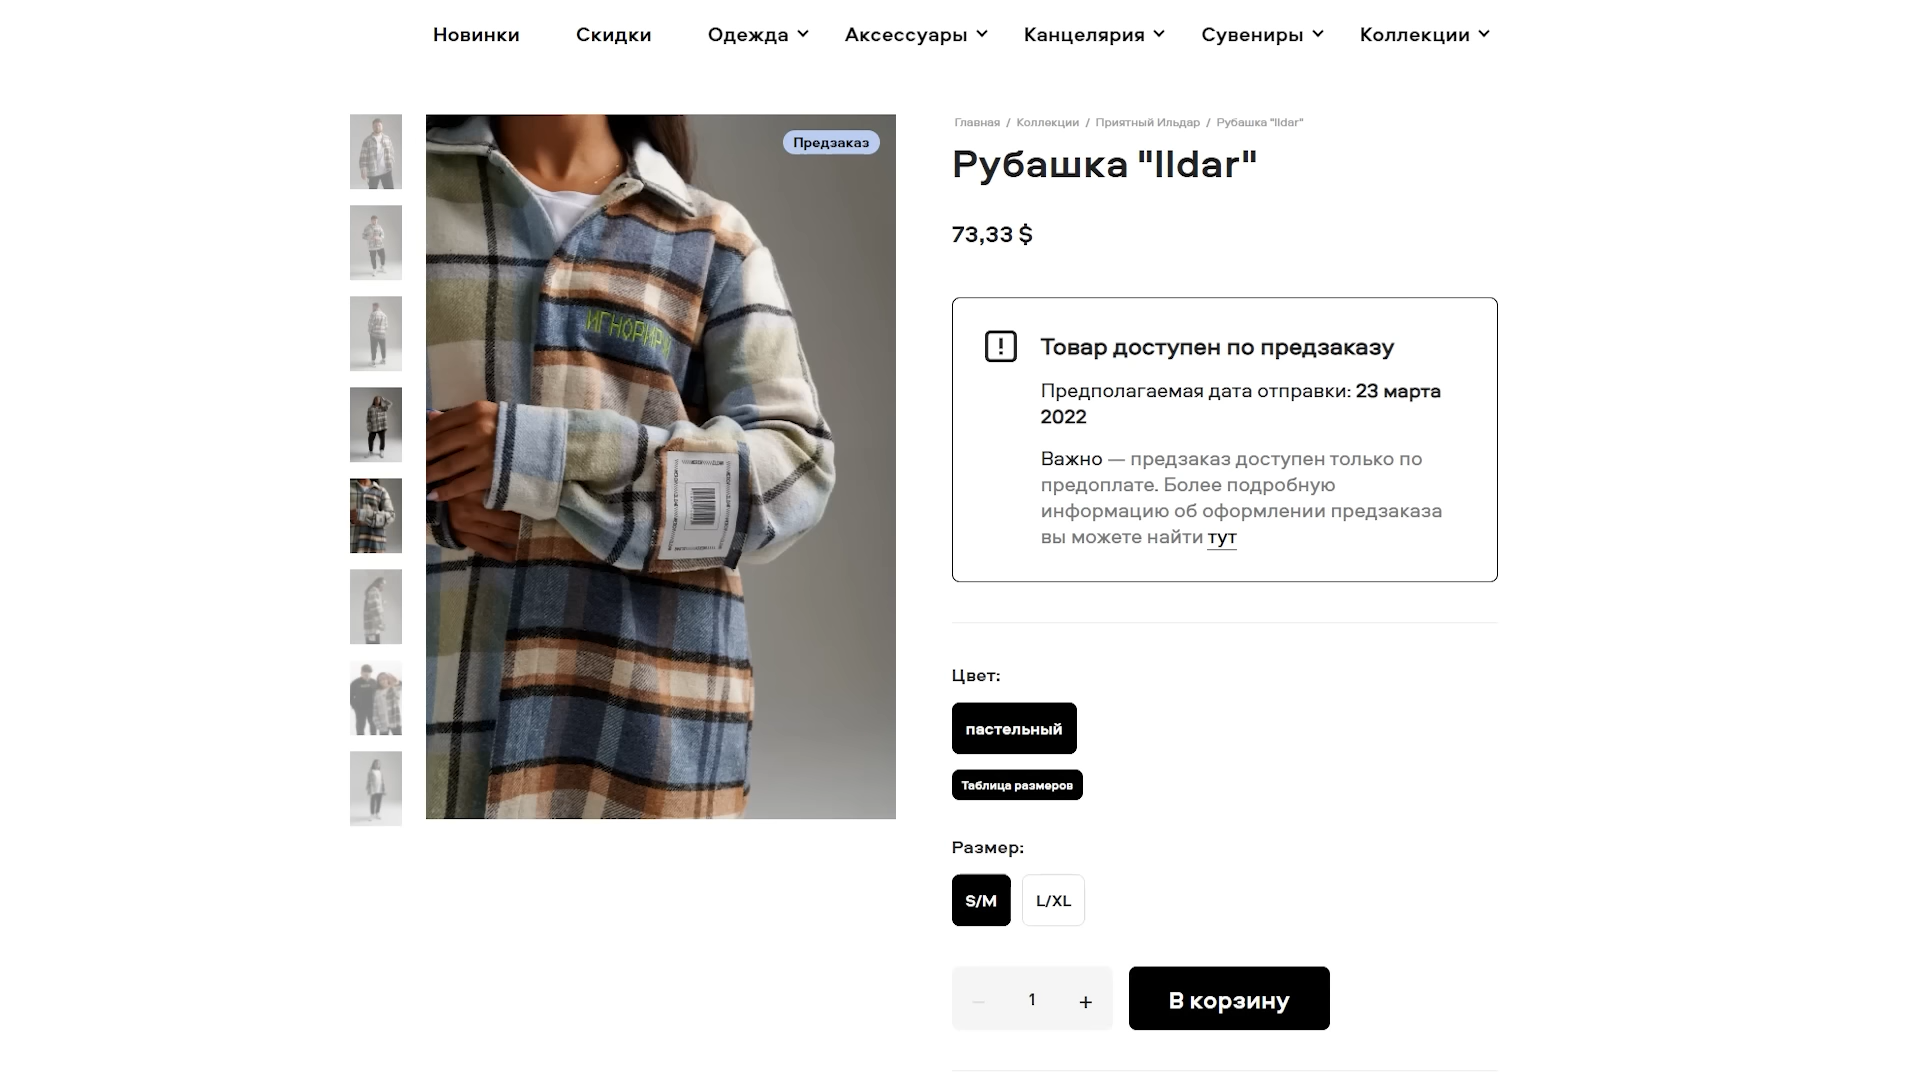 Новинки
Скидки
Одежда
Аксессуары
Канцелярия
Сувениры
Коллекции
Предзаказ
ИГНОРИРУ
Главная / Коллекции / Приятный Ильдар / Рубашка "Ildar"
Рубашка "Ildar"
73,33 $
Товар доступен по предзаказу
Предполагаемая дата отправки: 23 марта
2022
Важно — предзаказ доступен только по
предоплате. Более подробную
информацию об оформлении предзаказа
вы можете найти тут
Цвет:
пастельный
Таблица размеров
Размер:
S/M
L/XL
− 1 +
В корзину